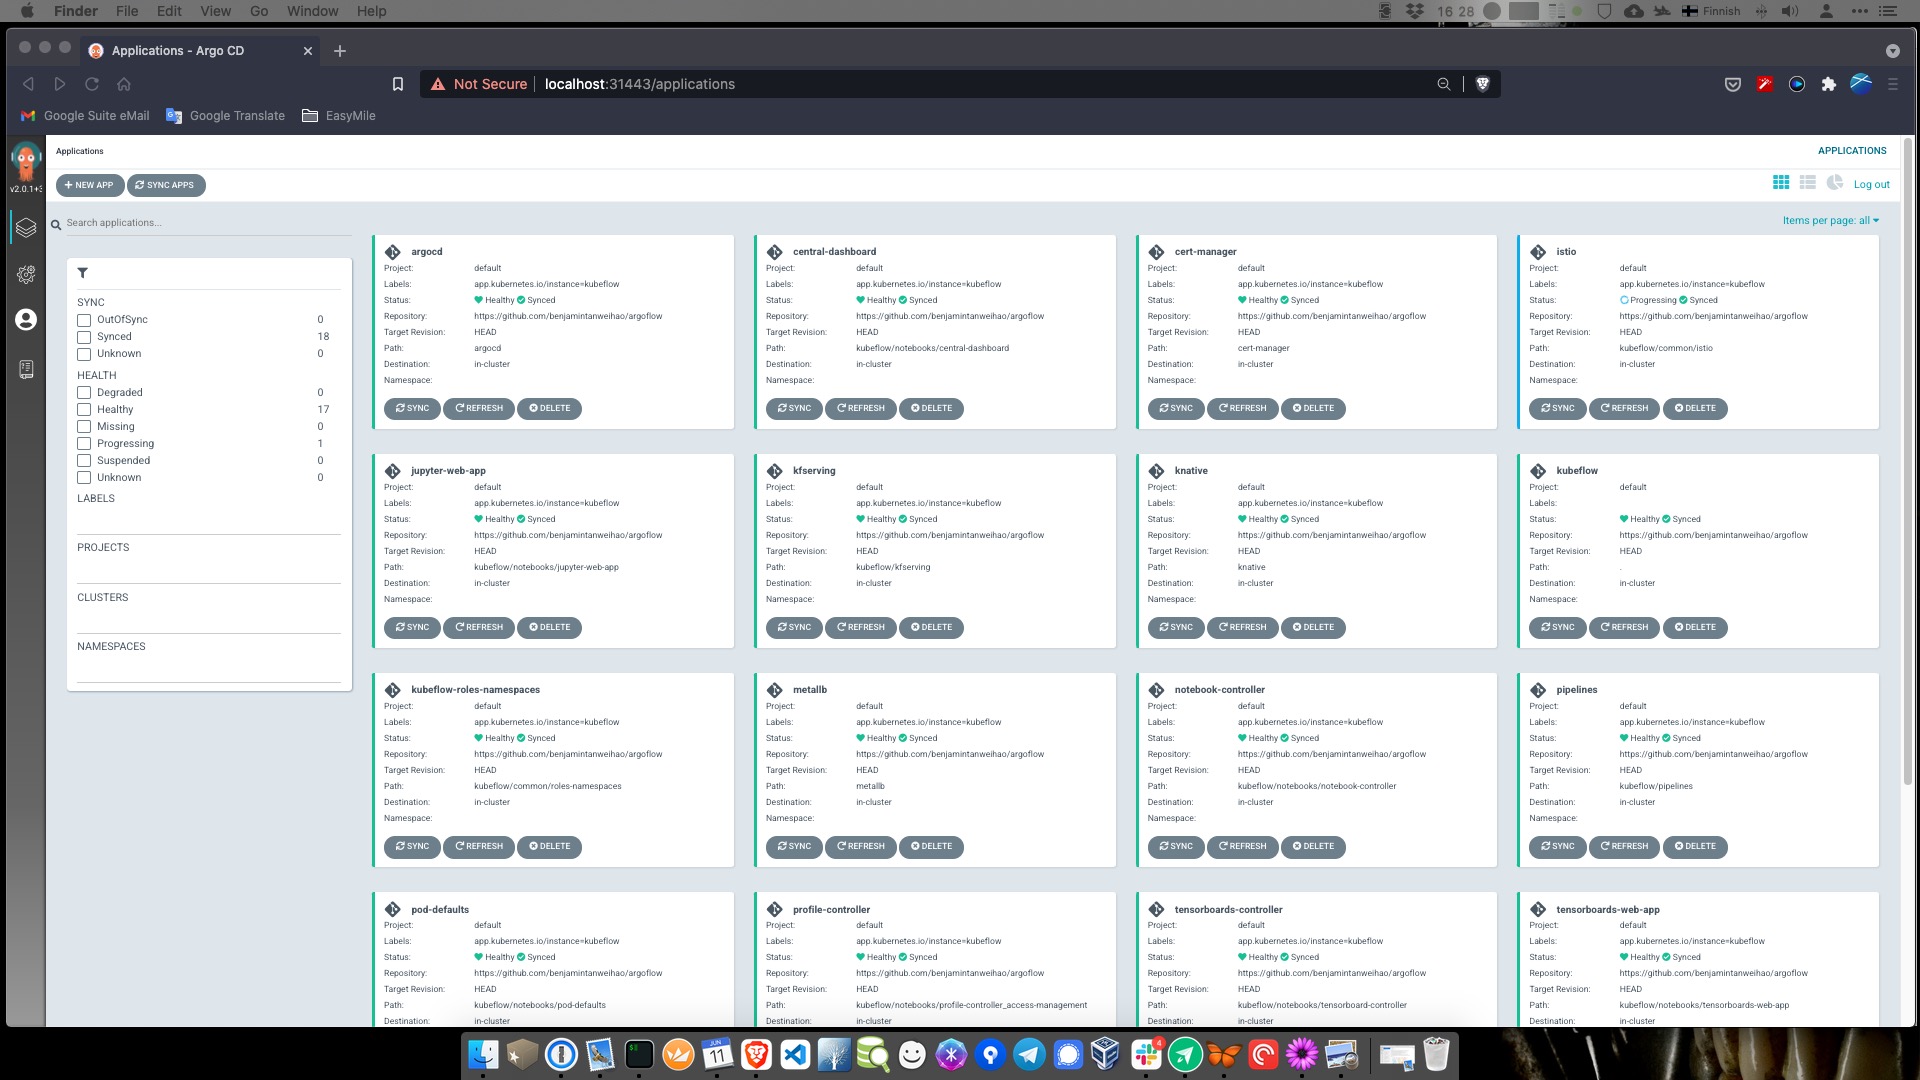 Finder File Edit View Go Window Help
16 28 Finnish
Applications - Argo CD
Not Secure localhost:31443/applications
Google Suite eMail Google Translate EasyMile
Applications APPLICATIONS
v2.0.1+3
NEW APP SYNC APPS Log out
Search applications...
Items per page: all
SYNC
OutOfSync 0
Synced 18
Unknown 0
HEALTH
Degraded 0
Healthy 17
Missing 0
Progressing 1
Suspended 0
Unknown 0
LABELS
PROJECTS
CLUSTERS
NAMESPACES
argocd
Project: default
Labels: app.kubernetes.io/instance=kubeflow
Status: Healthy Synced
Repository: https://github.com/benjamintanweihao/argoflow
Target Revision: HEAD
Path: argocd
Destination: in-cluster
Namespace:
SYNC REFRESH DELETE
central-dashboard
Project: default
Labels: app.kubernetes.io/instance=kubeflow
Status: Healthy Synced
Repository: https://github.com/benjamintanweihao/argoflow
Target Revision: HEAD
Path: kubeflow/notebooks/central-dashboard
Destination: in-cluster
Namespace:
SYNC REFRESH DELETE
cert-manager
Project: default
Labels: app.kubernetes.io/instance=kubeflow
Status: Healthy Synced
Repository: https://github.com/benjamintanweihao/argoflow
Target Revision: HEAD
Path: cert-manager
Destination: in-cluster
Namespace:
SYNC REFRESH DELETE
istio
Project: default
Labels: app.kubernetes.io/instance=kubeflow
Status: Progressing Synced
Repository: https://github.com/benjamintanweihao/argoflow
Target Revision: HEAD
Path: kubeflow/common/istio
Destination: in-cluster
Namespace:
SYNC REFRESH DELETE
jupyter-web-app
Project: default
Labels: app.kubernetes.io/instance=kubeflow
Status: Healthy Synced
Repository: https://github.com/benjamintanweihao/argoflow
Target Revision: HEAD
Path: kubeflow/notebooks/jupyter-web-app
Destination: in-cluster
Namespace:
SYNC REFRESH DELETE
kfserving
Project: default
Labels: app.kubernetes.io/instance=kubeflow
Status: Healthy Synced
Repository: https://github.com/benjamintanweihao/argoflow
Target Revision: HEAD
Path: kubeflow/kfserving
Destination: in-cluster
Namespace:
SYNC REFRESH DELETE
knative
Project: default
Labels: app.kubernetes.io/instance=kubeflow
Status: Healthy Synced
Repository: https://github.com/benjamintanweihao/argoflow
Target Revision: HEAD
Path: knative
Destination: in-cluster
Namespace:
SYNC REFRESH DELETE
kubeflow
Project: default
Labels:
Status: Healthy Synced
Repository: https://github.com/benjamintanweihao/argoflow
Target Revision: HEAD
Path: .
Destination: in-cluster
Namespace:
SYNC REFRESH DELETE
kubeflow-roles-namespaces
Project: default
Labels: app.kubernetes.io/instance=kubeflow
Status: Healthy Synced
Repository: https://github.com/benjamintanweihao/argoflow
Target Revision: HEAD
Path: kubeflow/common/roles-namespaces
Destination: in-cluster
Namespace:
SYNC REFRESH DELETE
metallb
Project: default
Labels: app.kubernetes.io/instance=kubeflow
Status: Healthy Synced
Repository: https://github.com/benjamintanweihao/argoflow
Target Revision: HEAD
Path: metallb
Destination: in-cluster
Namespace:
SYNC REFRESH DELETE
notebook-controller
Project: default
Labels: app.kubernetes.io/instance=kubeflow
Status: Healthy Synced
Repository: https://github.com/benjamintanweihao/argoflow
Target Revision: HEAD
Path: kubeflow/notebooks/notebook-controller
Destination: in-cluster
Namespace:
SYNC REFRESH DELETE
pipelines
Project: default
Labels: app.kubernetes.io/instance=kubeflow
Status: Healthy Synced
Repository: https://github.com/benjamintanweihao/argoflow
Target Revision: HEAD
Path: kubeflow/pipelines
Destination: in-cluster
Namespace:
SYNC REFRESH DELETE
pod-defaults
Project: default
Labels: app.kubernetes.io/instance=kubeflow
Status: Healthy Synced
Repository: https://github.com/benjamintanweihao/argoflow
Target Revision: HEAD
Path: kubeflow/notebooks/pod-defaults
Destination: in-cluster
profile-controller
Project: default
Labels: app.kubernetes.io/instance=kubeflow
Status: Healthy Synced
Repository: https://github.com/benjamintanweihao/argoflow
Target Revision: HEAD
Path: kubeflow/notebooks/profile-controller_access-management
Destination: in-cluster
tensorboards-controller
Project: default
Labels: app.kubernetes.io/instance=kubeflow
Status: Healthy Synced
Repository: https://github.com/benjamintanweihao/argoflow
Target Revision: HEAD
Path: kubeflow/notebooks/tensorboard-controller
Destination: in-cluster
tensorboards-web-app
Project: default
Labels: app.kubernetes.io/instance=kubeflow
Status: Healthy Synced
Repository: https://github.com/benjamintanweihao/argoflow
Target Revision: HEAD
Path: kubeflow/notebooks/tensorboards-web-app
Destination: in-cluster
JUN
11
4